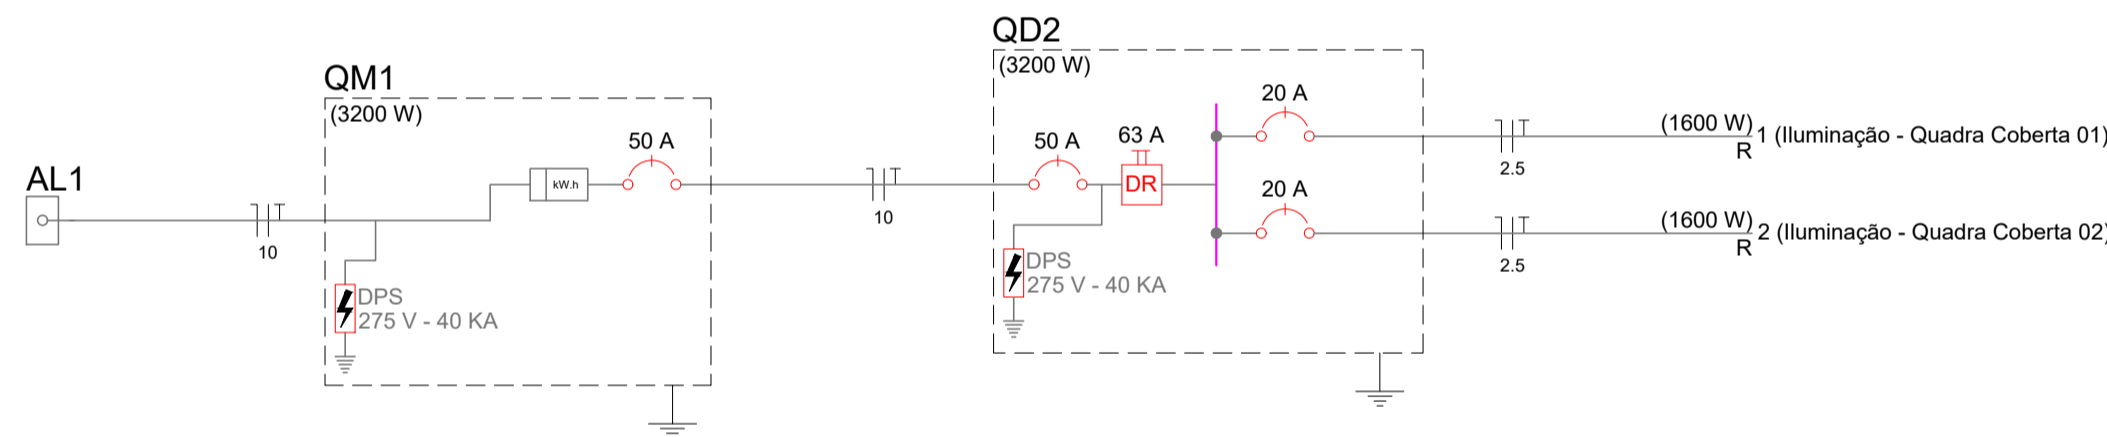 AL1
10
QM1
(3200 W)
DPS
275 V - 40 KA
kW.h
50 A
10
QD2
(3200 W)
50 A
63 A
DR
DPS
275 V - 40 KA
20 A
2.5
(1600 W)
R
1 (Iluminação - Quadra Coberta 01)
20 A
2.5
(1600 W)
R
2 (Iluminação - Quadra Coberta 02)